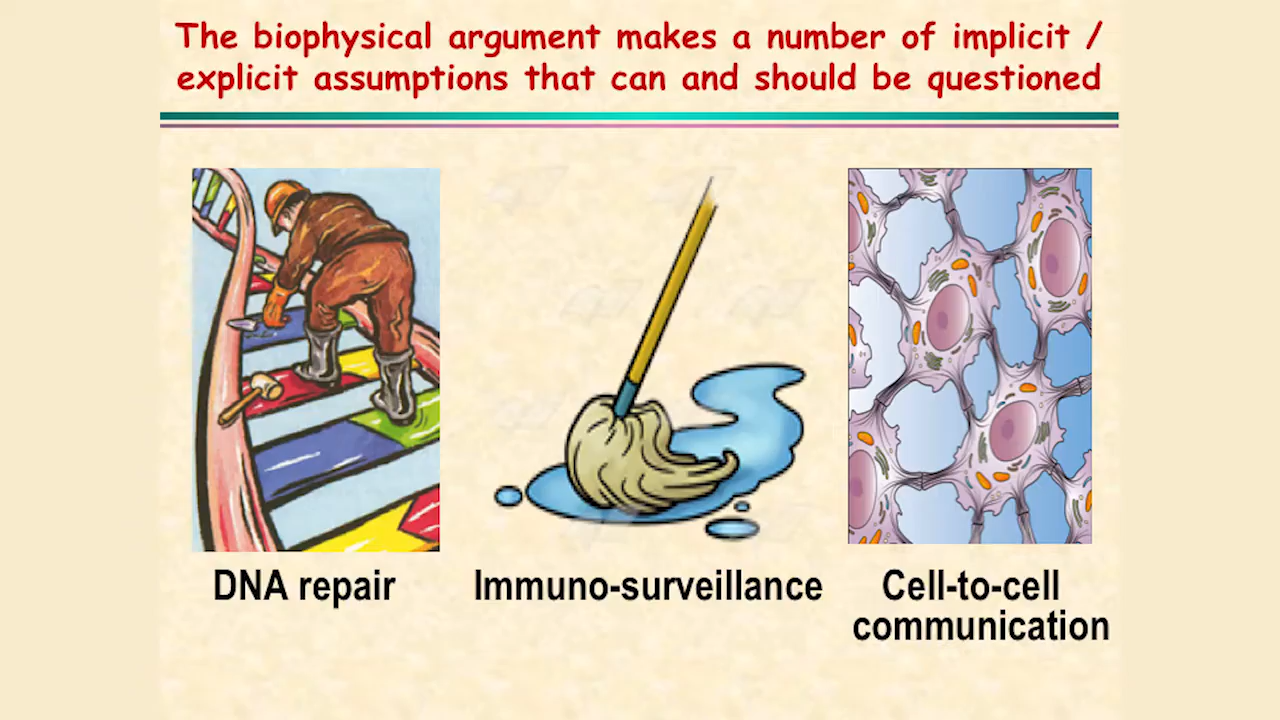 The biophysical argument makes a number of implicit /
explicit assumptions that can and should be questioned
DNA repair
Immuno-surveillance
Cell-to-cell
communication